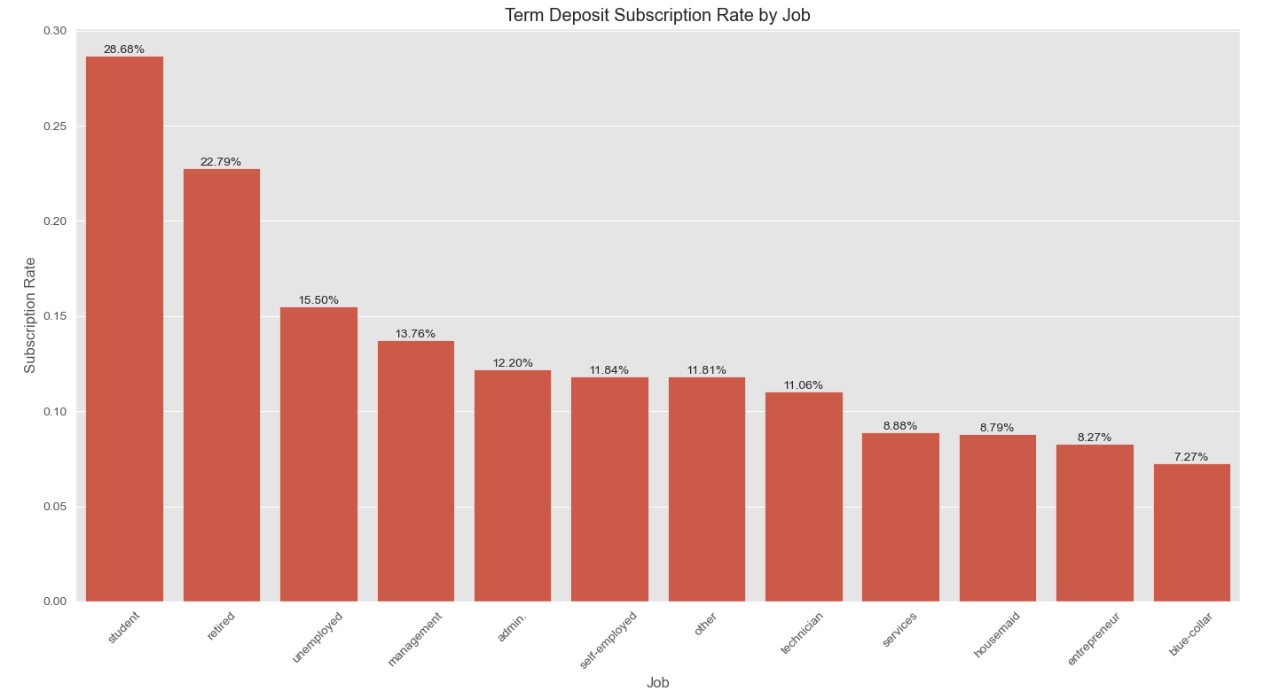 Term Deposit Subscription Rate by Job
Subscription Rate
0.30
0.25
0.20
0.15
0.10
0.05
0.00
28.68%
22.79%
15.50%
13.76%
12.20%
11.84%
11.81%
11.06%
8.88%
8.79%
8.27%
7.27%
student
retired
unemployed
management
admin.
self-employed
other
technician
services
housemaid
entrepreneur
blue-collar
Job